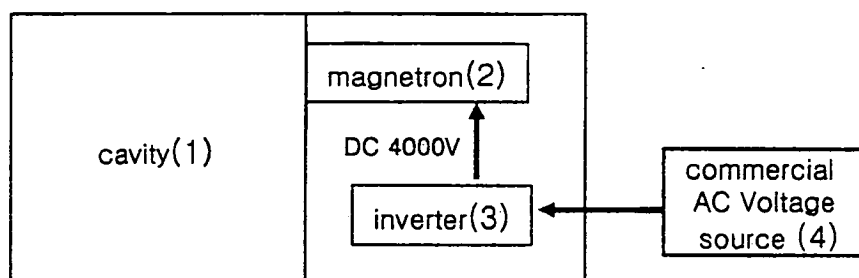 magnetron(2)
cavity(1)
DC 4000V
inverter(3)
commercial
AC Voltage
source (4)